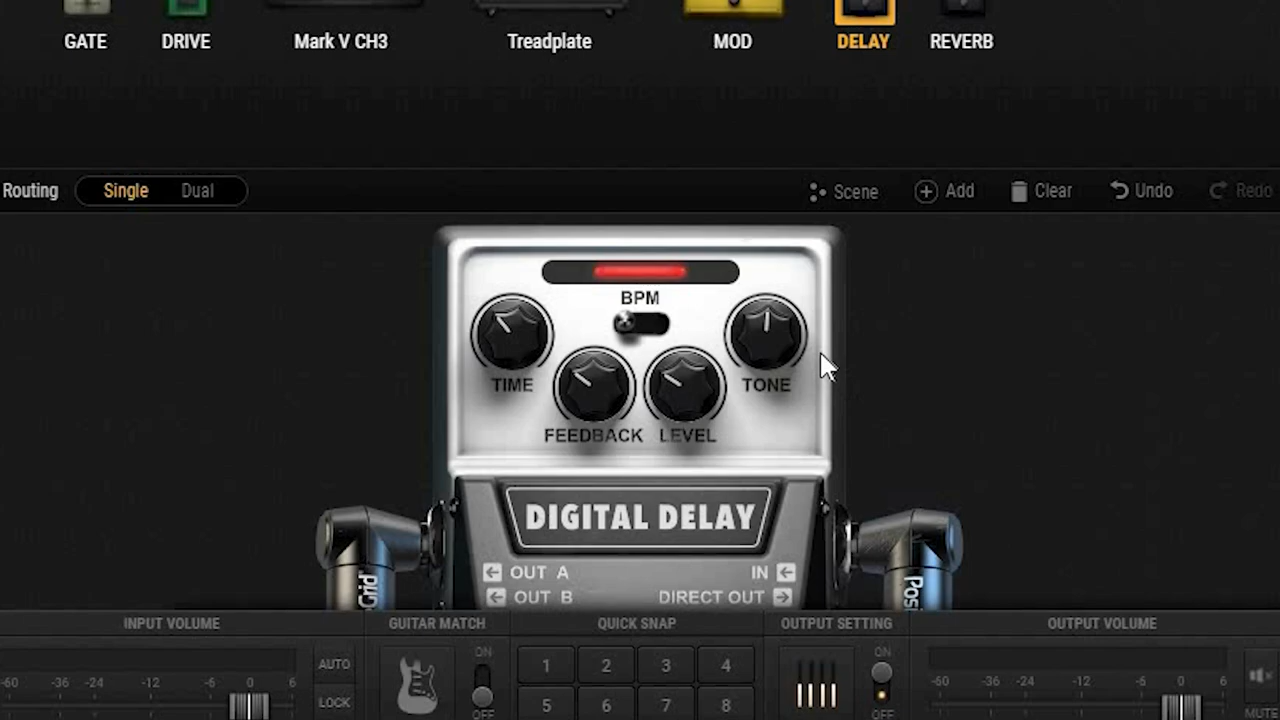 GATE DRIVE Mark V CH3 Treadplate MOD DELAY REVERB
Routing Single Dual Scene Add Clear Undo Redo
BPM
TIME TONE
FEEDBACK LEVEL
DIGITAL DELAY
OUT A IN
OUT B DIRECT OUT
Grid
Posi
INPUT VOLUME GUITAR MATCH QUICK SNAP OUTPUT SETTING OUTPUT VOLUME
AUTO ON 1 2 3 4 ON
-60 -36 -24 -12 -6 0 6 -60 -36 -24 -12 -6 0 6
LOCK OFF 5 6 7 8 OFF MUTE